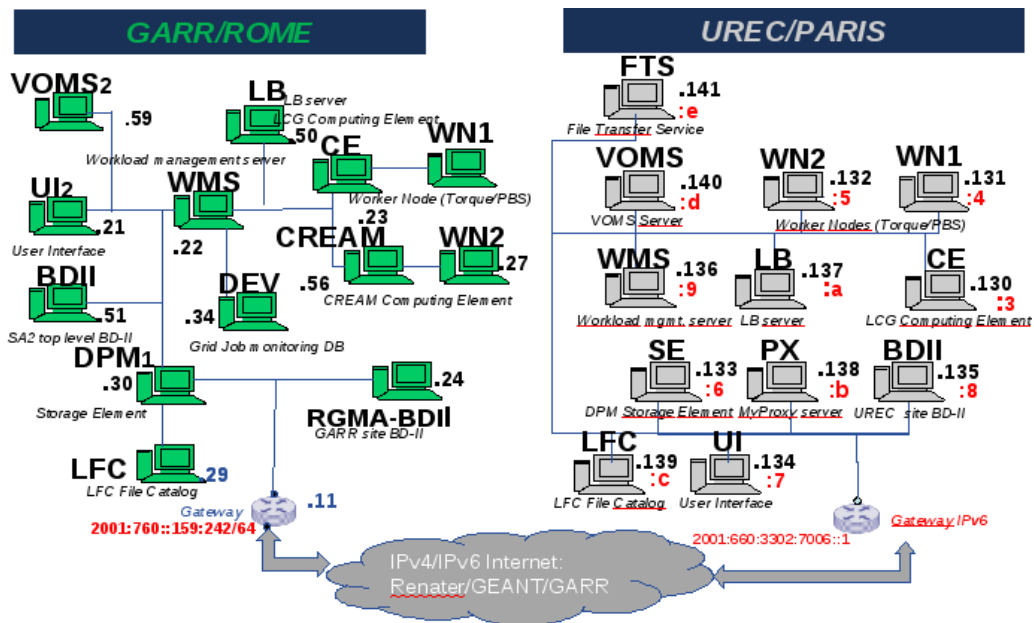 GARR/ROME
UREC/PARIS
VOMS2
.59
LB
LB server
LCG Computing Element
.50
CE
WN1
Workload management server
Worker Node (Torque/PBS)
UI2
.21
User Interface
WMS
.22
.23
CREAM
WN2
.27
CREAM Computing Element
.56
BDII
.51
SA2 top level BD-II
DEV
.34
Grid Job monitoring DB
DPM1
.30
Storage Element
.24
RGMA-BDII
GARR site BD-II
LFC
.29
LFC File Catalog
Gateway
.11
2001:760::159:242/64
FTS
.141
:e
File Transfer Service
VOMS
.140
:d
VOMS Server
WN2
.132
:5
WN1
.131
:4
Worker Nodes (Torque/PBS)
WMS
.136
:9
Workload mgmt. server
LB
.137
:a
LB server
CE
.130
:3
LCG Computing Element
SE
.133
:6
DPM Storage Element
PX
.138
:b
MyProxy server
BDII
.135
:8
UREC site BD-II
LFC
.139
:c
LFC File Catalog
UI
.134
:7
User Interface
Gateway IPv6
2001:660:3302:7006::1
IPv4/IPv6 Internet:
Renater/GEANT/GARR